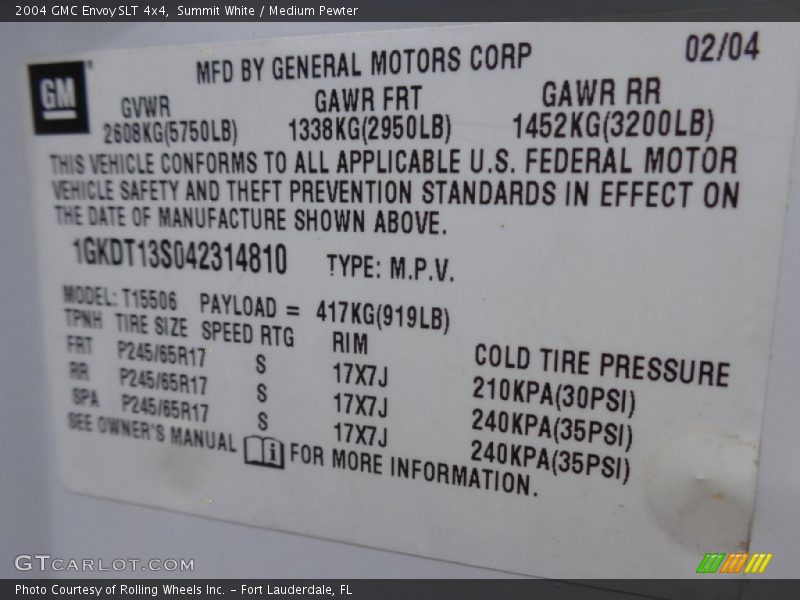 2004 GMC Envoy SLT 4x4, Summit White / Medium Pewter
MFD BY GENERAL MOTORS CORP 02/04
GM
GVWR GAWR FRT GAWR RR
2608KG(5750LB) 1338KG(2950LB) 1452KG(3200LB)
THIS VEHICLE CONFORMS TO ALL APPLICABLE U.S. FEDERAL MOTOR
VEHICLE SAFETY AND THEFT PREVENTION STANDARDS IN EFFECT ON
THE DATE OF MANUFACTURE SHOWN ABOVE.
1GKDT13S042314810 TYPE: M.P.V.
MODEL: T15506 PAYLOAD = 417KG(919LB)
TPNH TIRE SIZE SPEED RTG RIM COLD TIRE PRESSURE
FRT P245/65R17 S 17X7J 210KPA(30PSI)
RR P245/65R17 S 17X7J 240KPA(35PSI)
SPA P245/65R17 S 17X7J 240KPA(35PSI)
SEE OWNER'S MANUAL i FOR MORE INFORMATION.
GTCARLOT.COM
Photo Courtesy of Rolling Wheels Inc. – Fort Lauderdale, FL